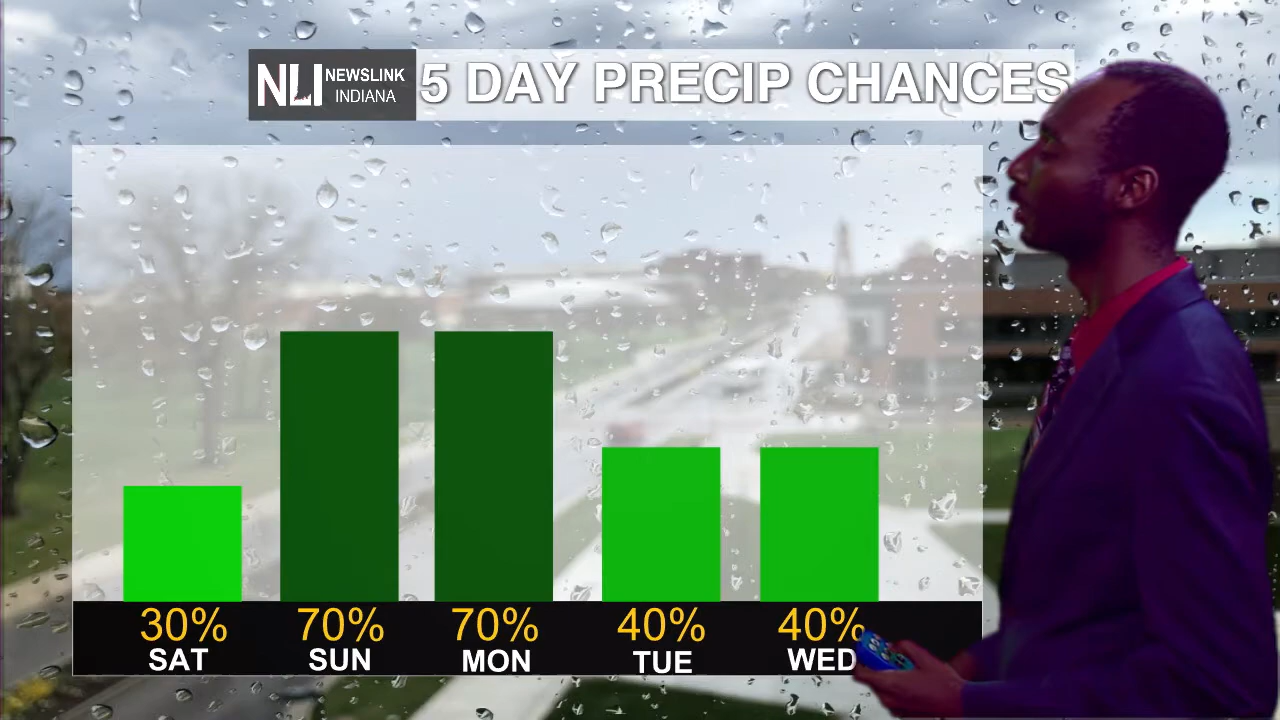 NLI NEWSLINK INDIANA
5 DAY PRECIP CHANCES
30% 70% 70% 40% 40%
SAT SUN MON TUE WED